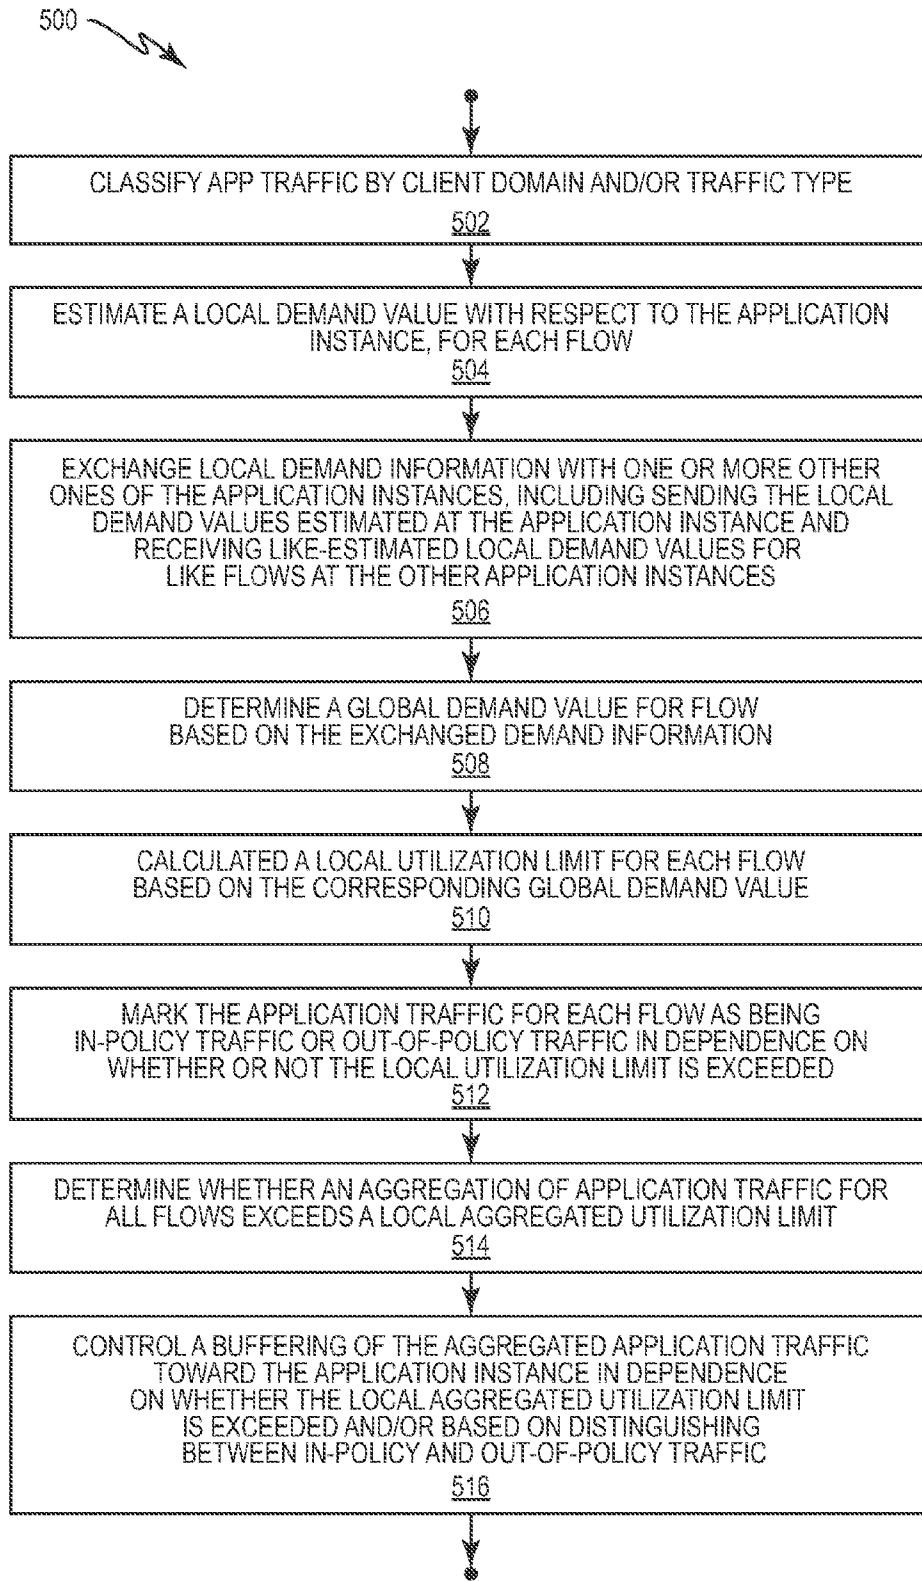 500
CLASSIFY APP TRAFFIC BY CLIENT DOMAIN AND/OR TRAFFIC TYPE
502
ESTIMATE A LOCAL DEMAND VALUE WITH RESPECT TO THE APPLICATION
INSTANCE, FOR EACH FLOW
504
EXCHANGE LOCAL DEMAND INFORMATION WITH ONE OR MORE OTHER
ONES OF THE APPLICATION INSTANCES, INCLUDING SENDING THE LOCAL
DEMAND VALUES ESTIMATED AT THE APPLICATION INSTANCE AND
RECEIVING LIKE-ESTIMATED LOCAL DEMAND VALUES FOR
LIKE FLOWS AT THE OTHER APPLICATION INSTANCES
506
DETERMINE A GLOBAL DEMAND VALUE FOR FLOW
BASED ON THE EXCHANGED DEMAND INFORMATION
508
CALCULATED A LOCAL UTILIZATION LIMIT FOR EACH FLOW
BASED ON THE CORRESPONDING GLOBAL DEMAND VALUE
510
MARK THE APPLICATION TRAFFIC FOR EACH FLOW AS BEING
IN-POLICY TRAFFIC OR OUT-OF-POLICY TRAFFIC IN DEPENDENCE ON
WHETHER OR NOT THE LOCAL UTILIZATION LIMIT IS EXCEEDED
512
DETERMINE WHETHER AN AGGREGATION OF APPLICATION TRAFFIC FOR
ALL FLOWS EXCEEDS A LOCAL AGGREGATED UTILIZATION LIMIT
514
CONTROL A BUFFERING OF THE AGGREGATED APPLICATION TRAFFIC
TOWARD THE APPLICATION INSTANCE IN DEPENDENCE
ON WHETHER THE LOCAL AGGREGATED UTILIZATION LIMIT
IS EXCEEDED AND/OR BASED ON DISTINGUISHING
BETWEEN IN-POLICY AND OUT-OF-POLICY TRAFFIC
516